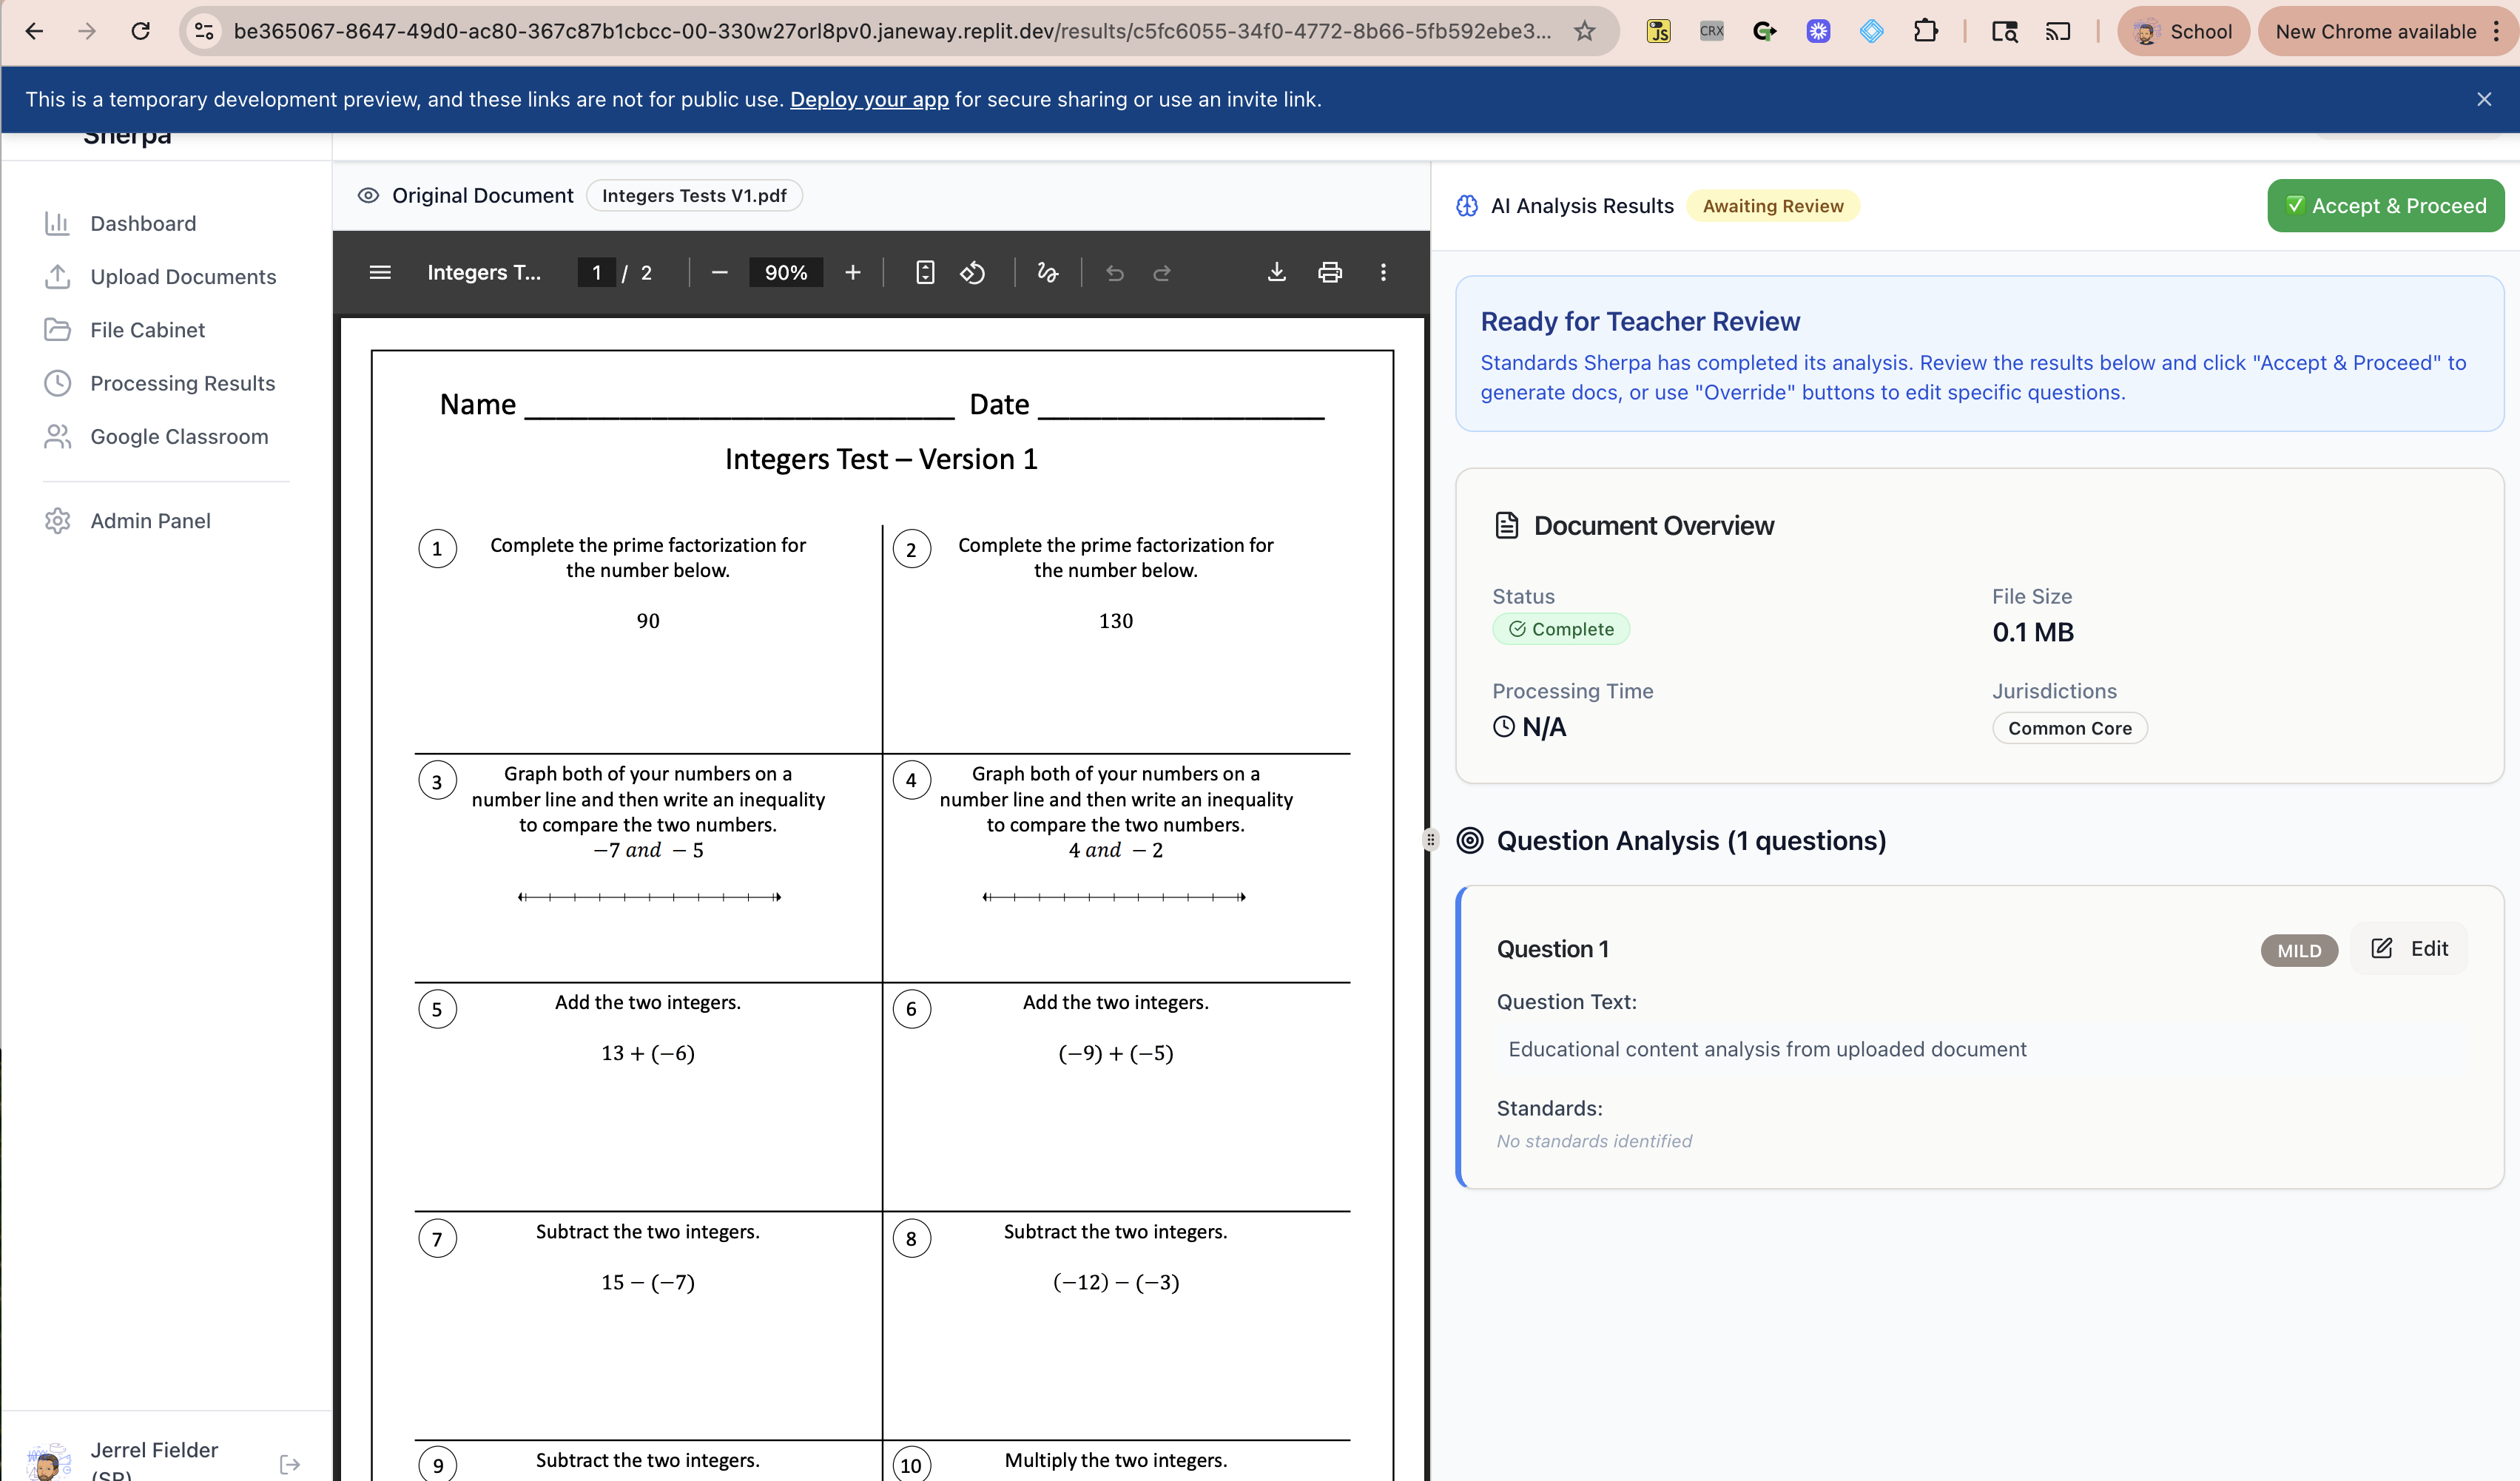 be365067-8647-49d0-ac80-367c87b1cbcc-00-330w27orl8pv0.janeway.replit.dev/results/c5fc6055-34f0-4772-8b66-5fb592ebe3...
JS
CRX
School
New Chrome available
This is a temporary development preview, and these links are not for public use. Deploy your app for secure sharing or use an invite link.
Sherpa
Dashboard
Upload Documents
File Cabinet
Processing Results
Google Classroom
Admin Panel
Jerrel Fielder
(SP)
Original Document Integers Tests V1.pdf
Integers T... 1 / 2 90%
Name Date
Integers Test – Version 1
1 Complete the prime factorization for
the number below.
90
2 Complete the prime factorization for
the number below.
130
3 Graph both of your numbers on a
number line and then write an inequality
to compare the two numbers.
−7 and − 5
4 Graph both of your numbers on a
number line and then write an inequality
to compare the two numbers.
4 and − 2
5 Add the two integers.
13 + (−6)
6 Add the two integers.
(−9) + (−5)
7 Subtract the two integers.
15 − (−7)
8 Subtract the two integers.
(−12) − (−3)
9 Subtract the two integers.
10 Multiply the two integers.
AI Analysis Results Awaiting Review
✅ Accept & Proceed
Ready for Teacher Review
Standards Sherpa has completed its analysis. Review the results below and click "Accept & Proceed" to
generate docs, or use "Override" buttons to edit specific questions.
Document Overview
Status
Complete
File Size
0.1 MB
Processing Time
N/A
Jurisdictions
Common Core
Question Analysis (1 questions)
Question 1
MILD
Edit
Question Text:
Educational content analysis from uploaded document
Standards:
No standards identified